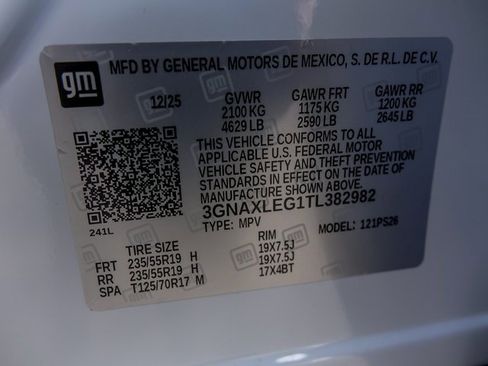 gm MFD BY GENERAL MOTORS DE MEXICO, S. DE R.L. DE C.V.
12/25 GVWR GAWR FRT GAWR RR
2100 KG 1175 KG 1200 KG
4629 LB 2590 LB 2645 LB
THIS VEHICLE CONFORMS TO ALL
APPLICABLE U.S. FEDERAL MOTOR
VEHICLE SAFETY AND THEFT PREVENTION
STANDARDS IN EFFECT ON THE DATE OF
MANUFACTURE SHOWN ABOVE.
3GNAXLEG1TL382982
241L TYPE: MPV MODEL: 121PS26
TIRE SIZE RIM
FRT 235/55R19 H 19X7.5J
RR 235/55R19 H 19X7.5J
SPA T125/70R17 M 17X4BT